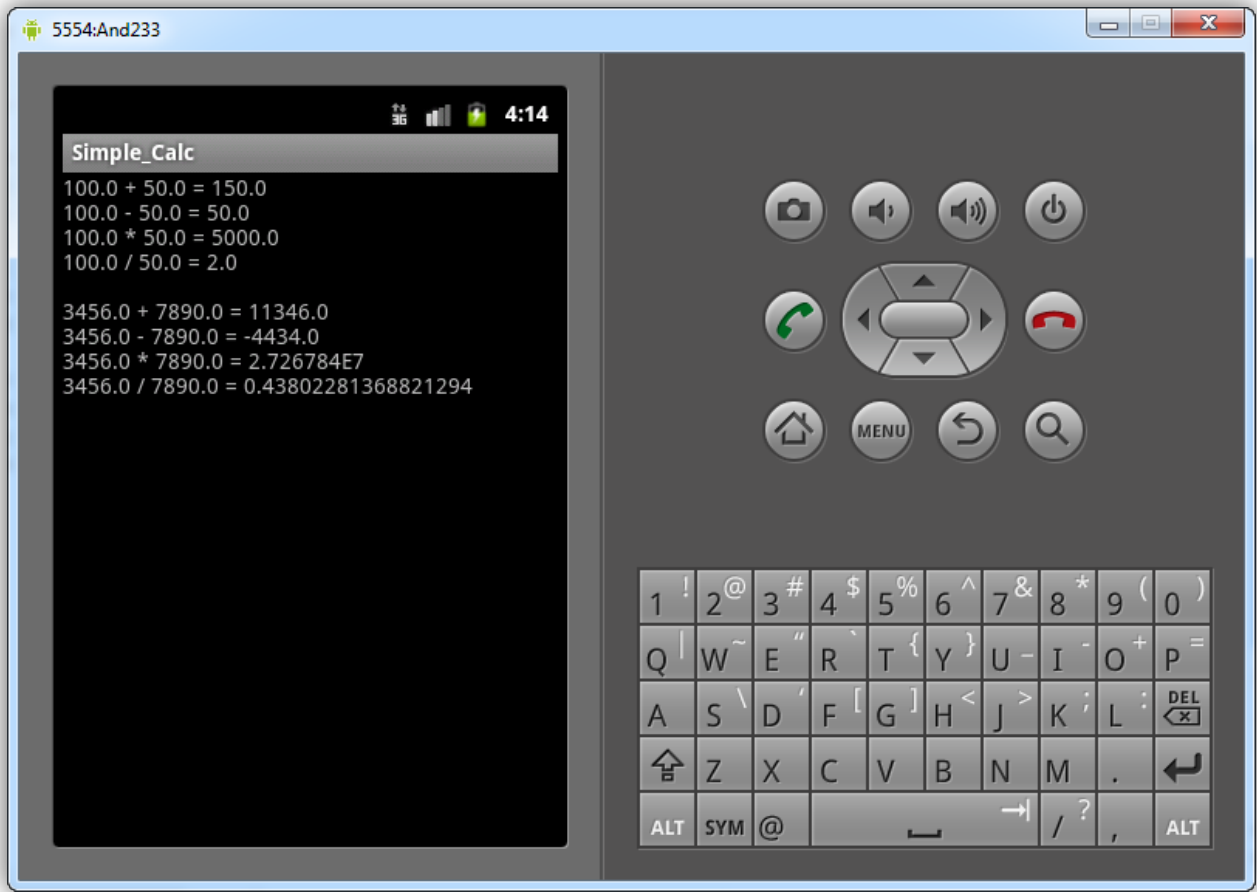 5554:And233
3G 4:14
Simple_Calc
100.0 + 50.0 = 150.0
100.0 - 50.0 = 50.0
100.0 * 50.0 = 5000.0
100.0 / 50.0 = 2.0
3456.0 + 7890.0 = 11346.0
3456.0 - 7890.0 = -4434.0
3456.0 * 7890.0 = 2.726784E7
3456.0 / 7890.0 = 0.43802281368821294
MENU
1 ! 2 @ 3 # 4 $ 5 % 6 ^ 7 & 8 * 9 ( 0 )
Q | W ~ E " R ` T { Y } U _ I - O + P =
A S \ D ' F [ G ] H < J > K ; L : DEL
Z X C V B N M .
ALT SYM @ / ? , ALT